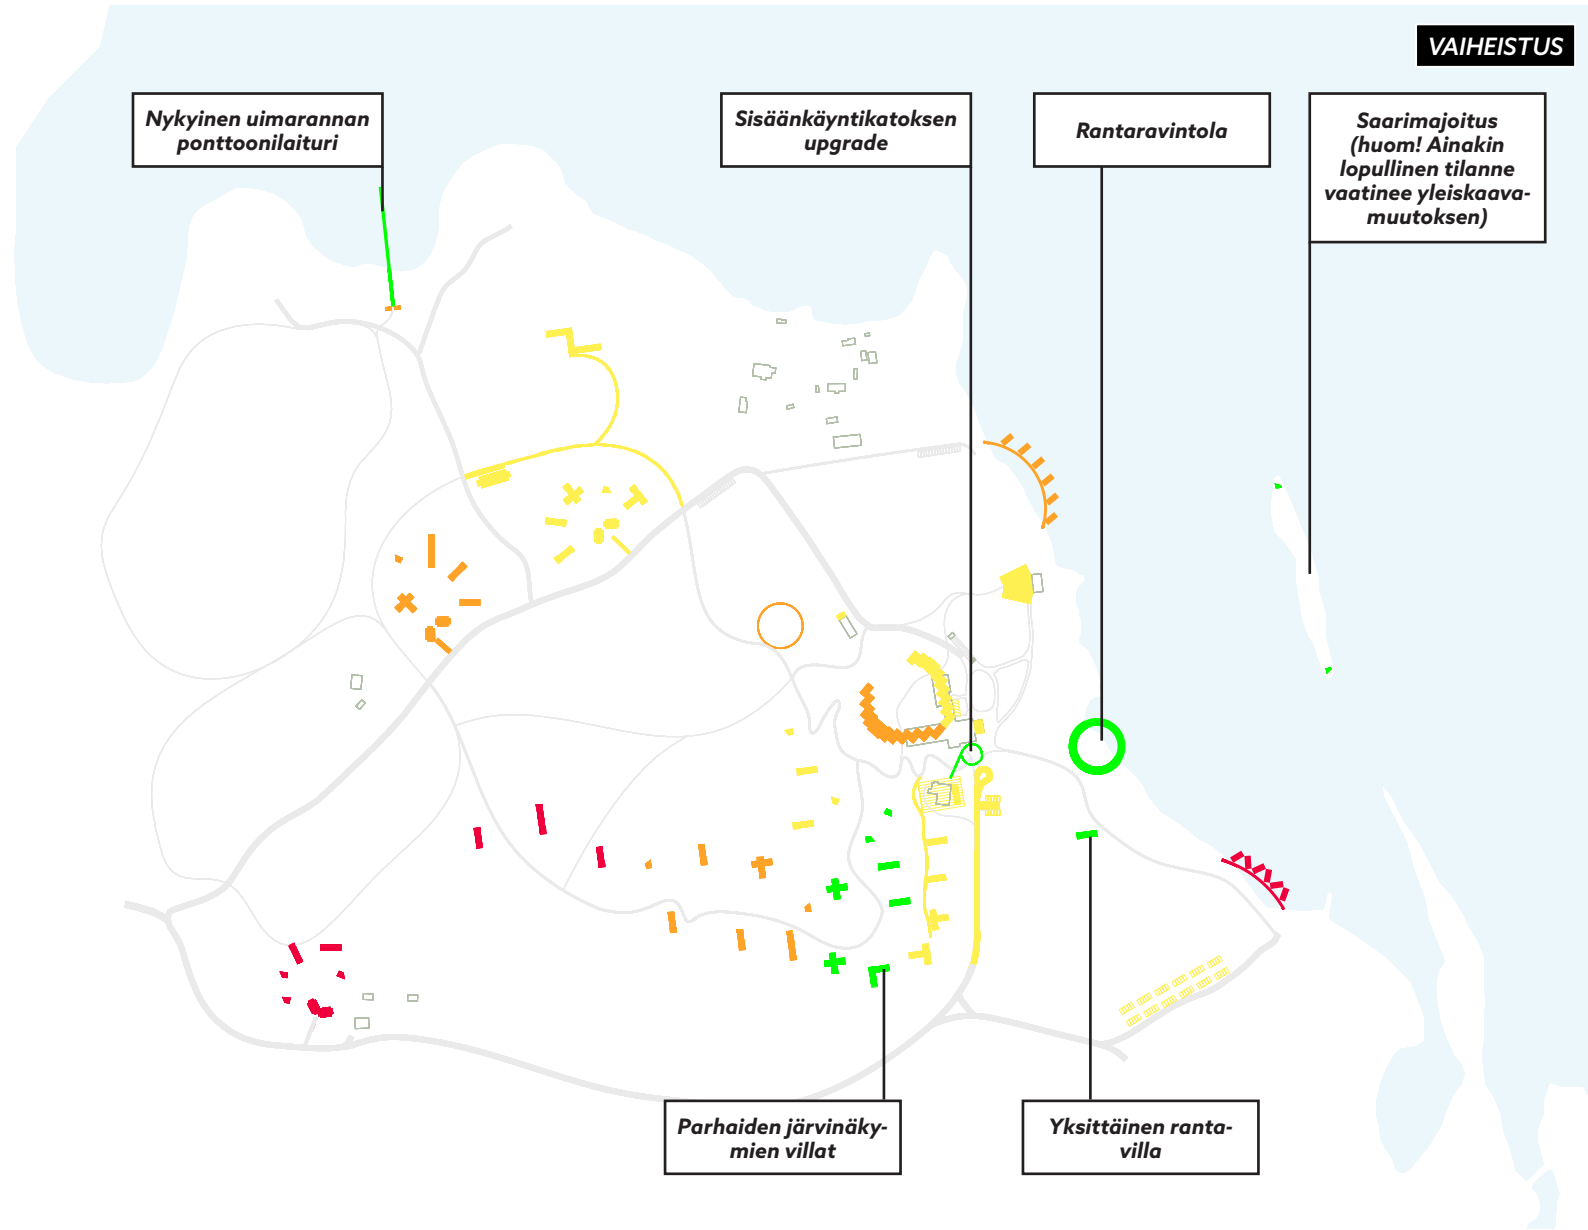 VAIHEISTUS
Nykyinen uimarannan
ponttoonilaituri
Sisäänkäyntikatoksen
upgrade
Rantaravintola
Saarimajoitus
(huom! Ainakin
lopullinen tilanne
vaatinee yleiskaava-
muutoksen)
Parhaiden järvinäky-
mien villat
Yksittäinen ranta-
villa